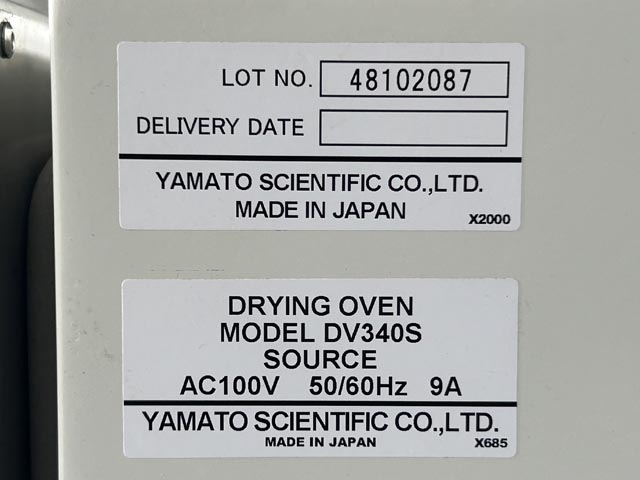 LOT NO. 48102087
DELIVERY DATE
YAMATO SCIENTIFIC CO.,LTD.
MADE IN JAPAN X2000
DRYING OVEN
MODEL DV340S
SOURCE
AC100V 50/60Hz 9A
YAMATO SCIENTIFIC CO.,LTD.
MADE IN JAPAN X685